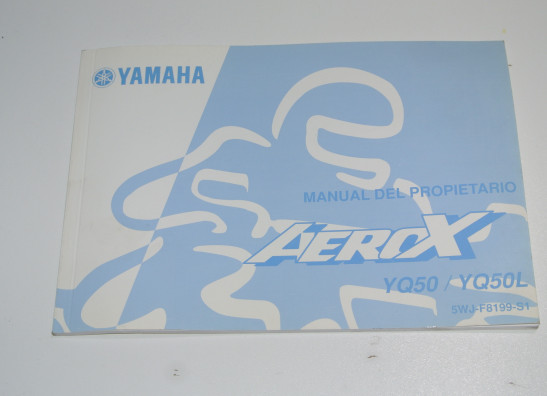 YAMAHA
MANUAL DEL PROPIETARIO
AEROX
YQ50 / YQ50L
5WJ-F8199-S1